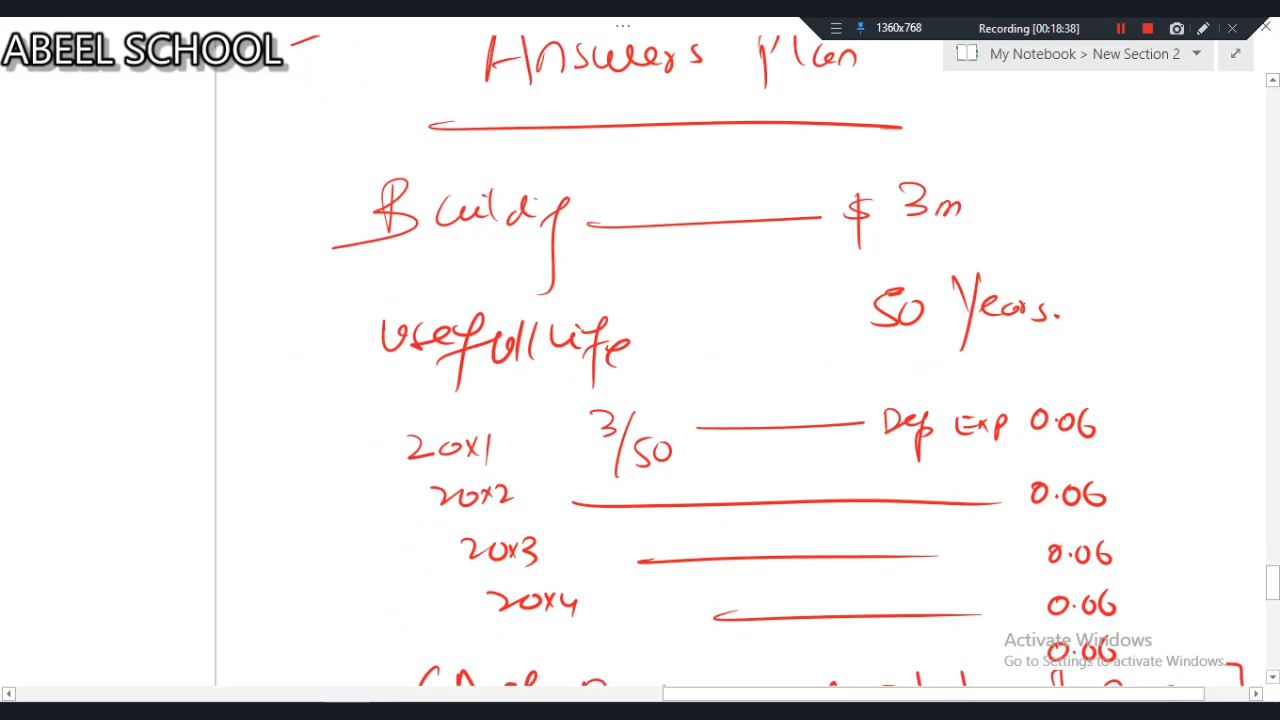 1360x768 Recording [00:18:38]
ABEEL SCHOOL
My Notebook > New Section 2
Answers Plan
Building $ 3m
Usefull life 50 Years.
20x1 3/50 Dep Exp 0.06
20x2 0.06
20x3 0.06
20x4 0.06
0.06
Activate Windows
Go to Settings to activate Windows.